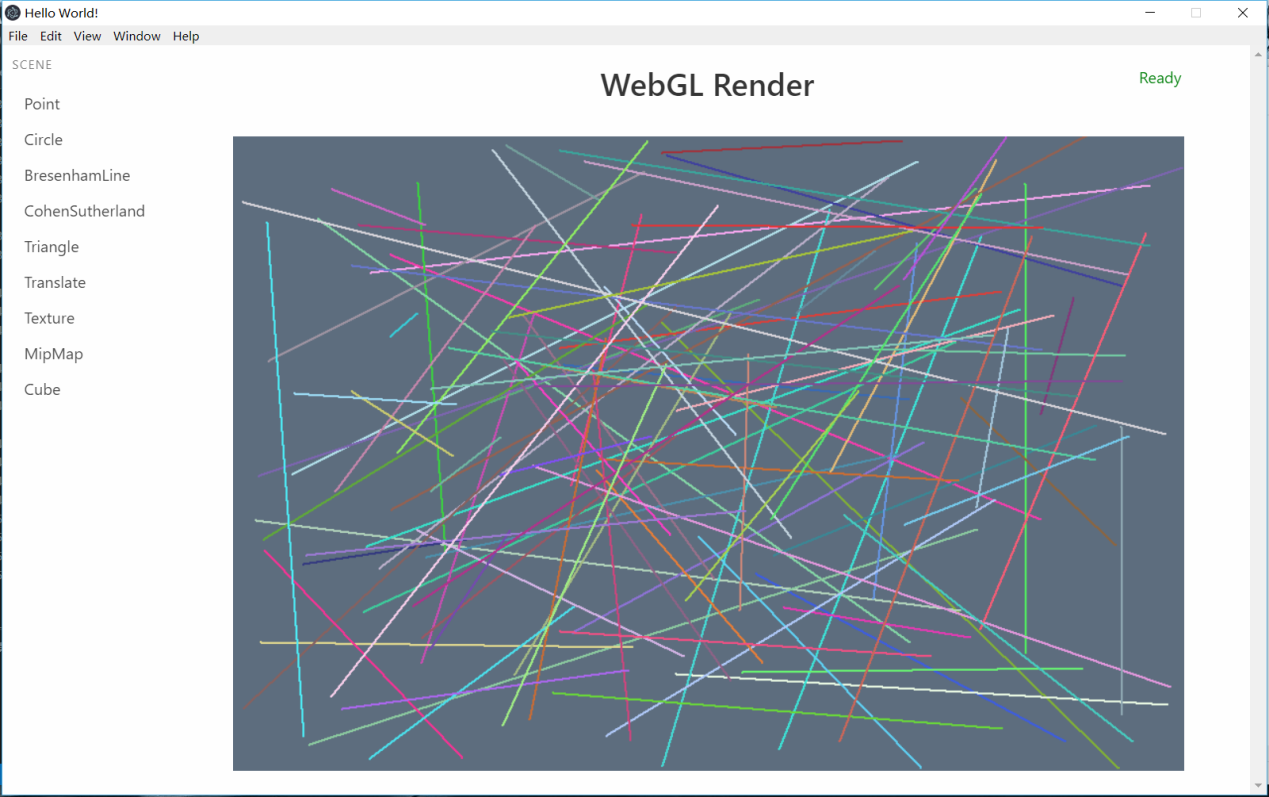 Hello World!
File Edit View Window Help
SCENE
WebGL Render
Ready
Point
Circle
BresenhamLine
CohenSutherland
Triangle
Translate
Texture
MipMap
Cube